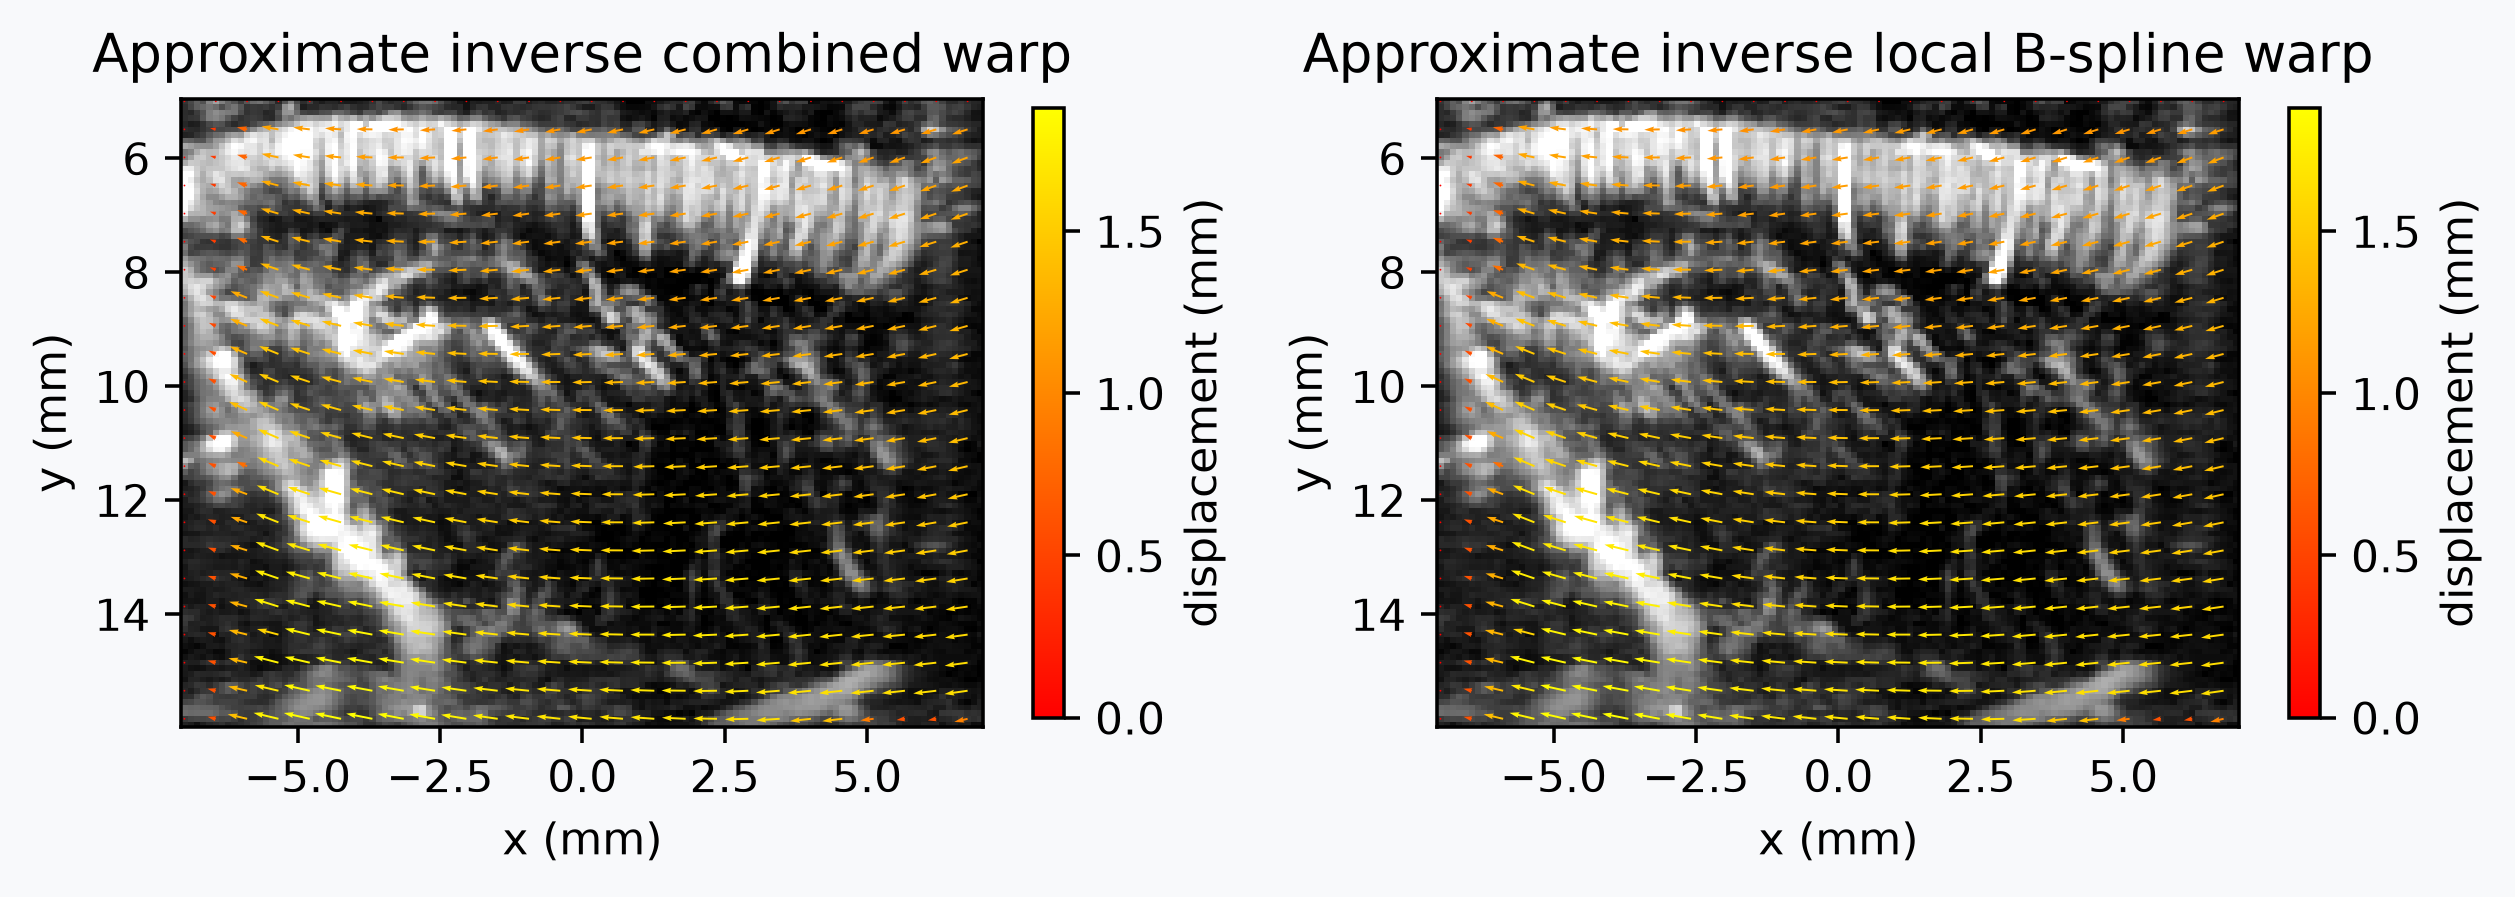 Approximate inverse combined warp
6
8
10
12
14
y (mm)
−5.0 −2.5 0.0 2.5 5.0
x (mm)
1.5
1.0
0.5
0.0
displacement (mm)
Approximate inverse local B-spline warp
6
8
10
12
14
y (mm)
−5.0 −2.5 0.0 2.5 5.0
x (mm)
1.5
1.0
0.5
0.0
displacement (mm)